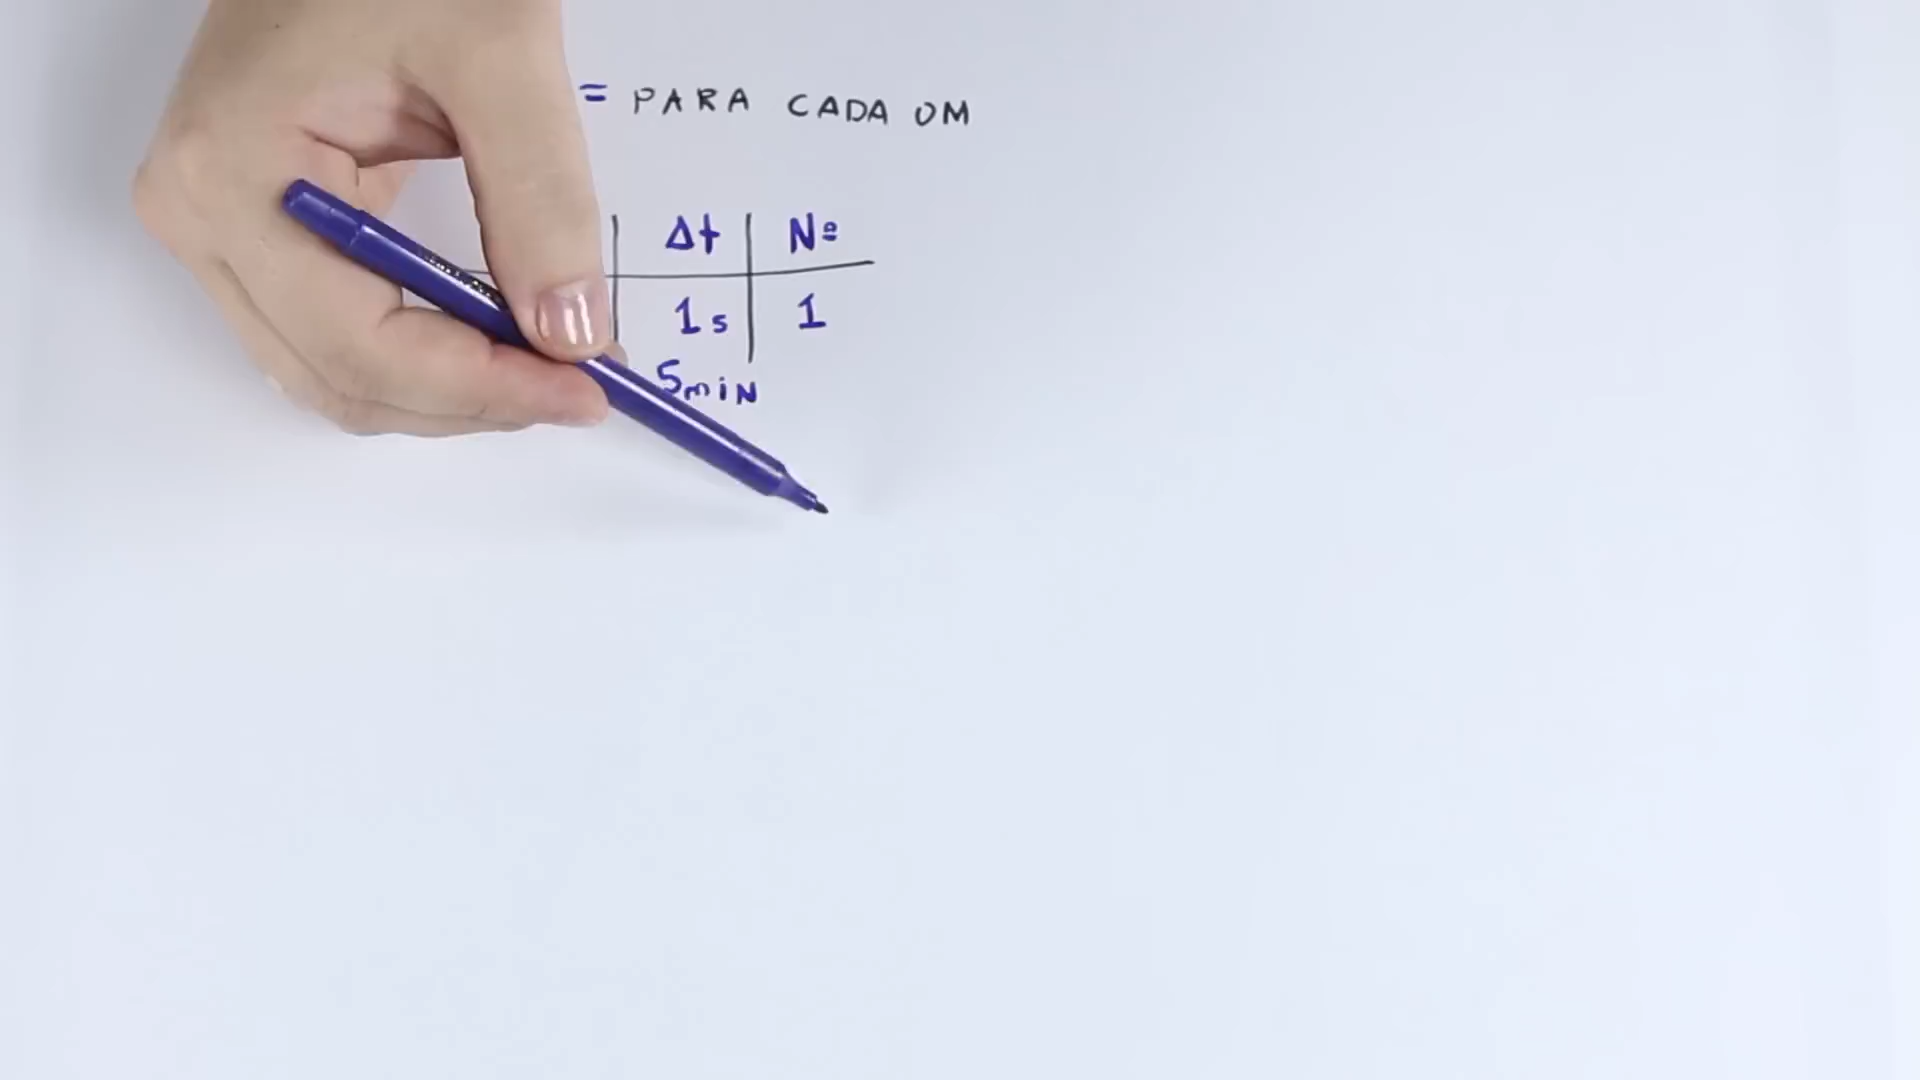 = PARA CADA UM
Δt Nº
1s 1
5min